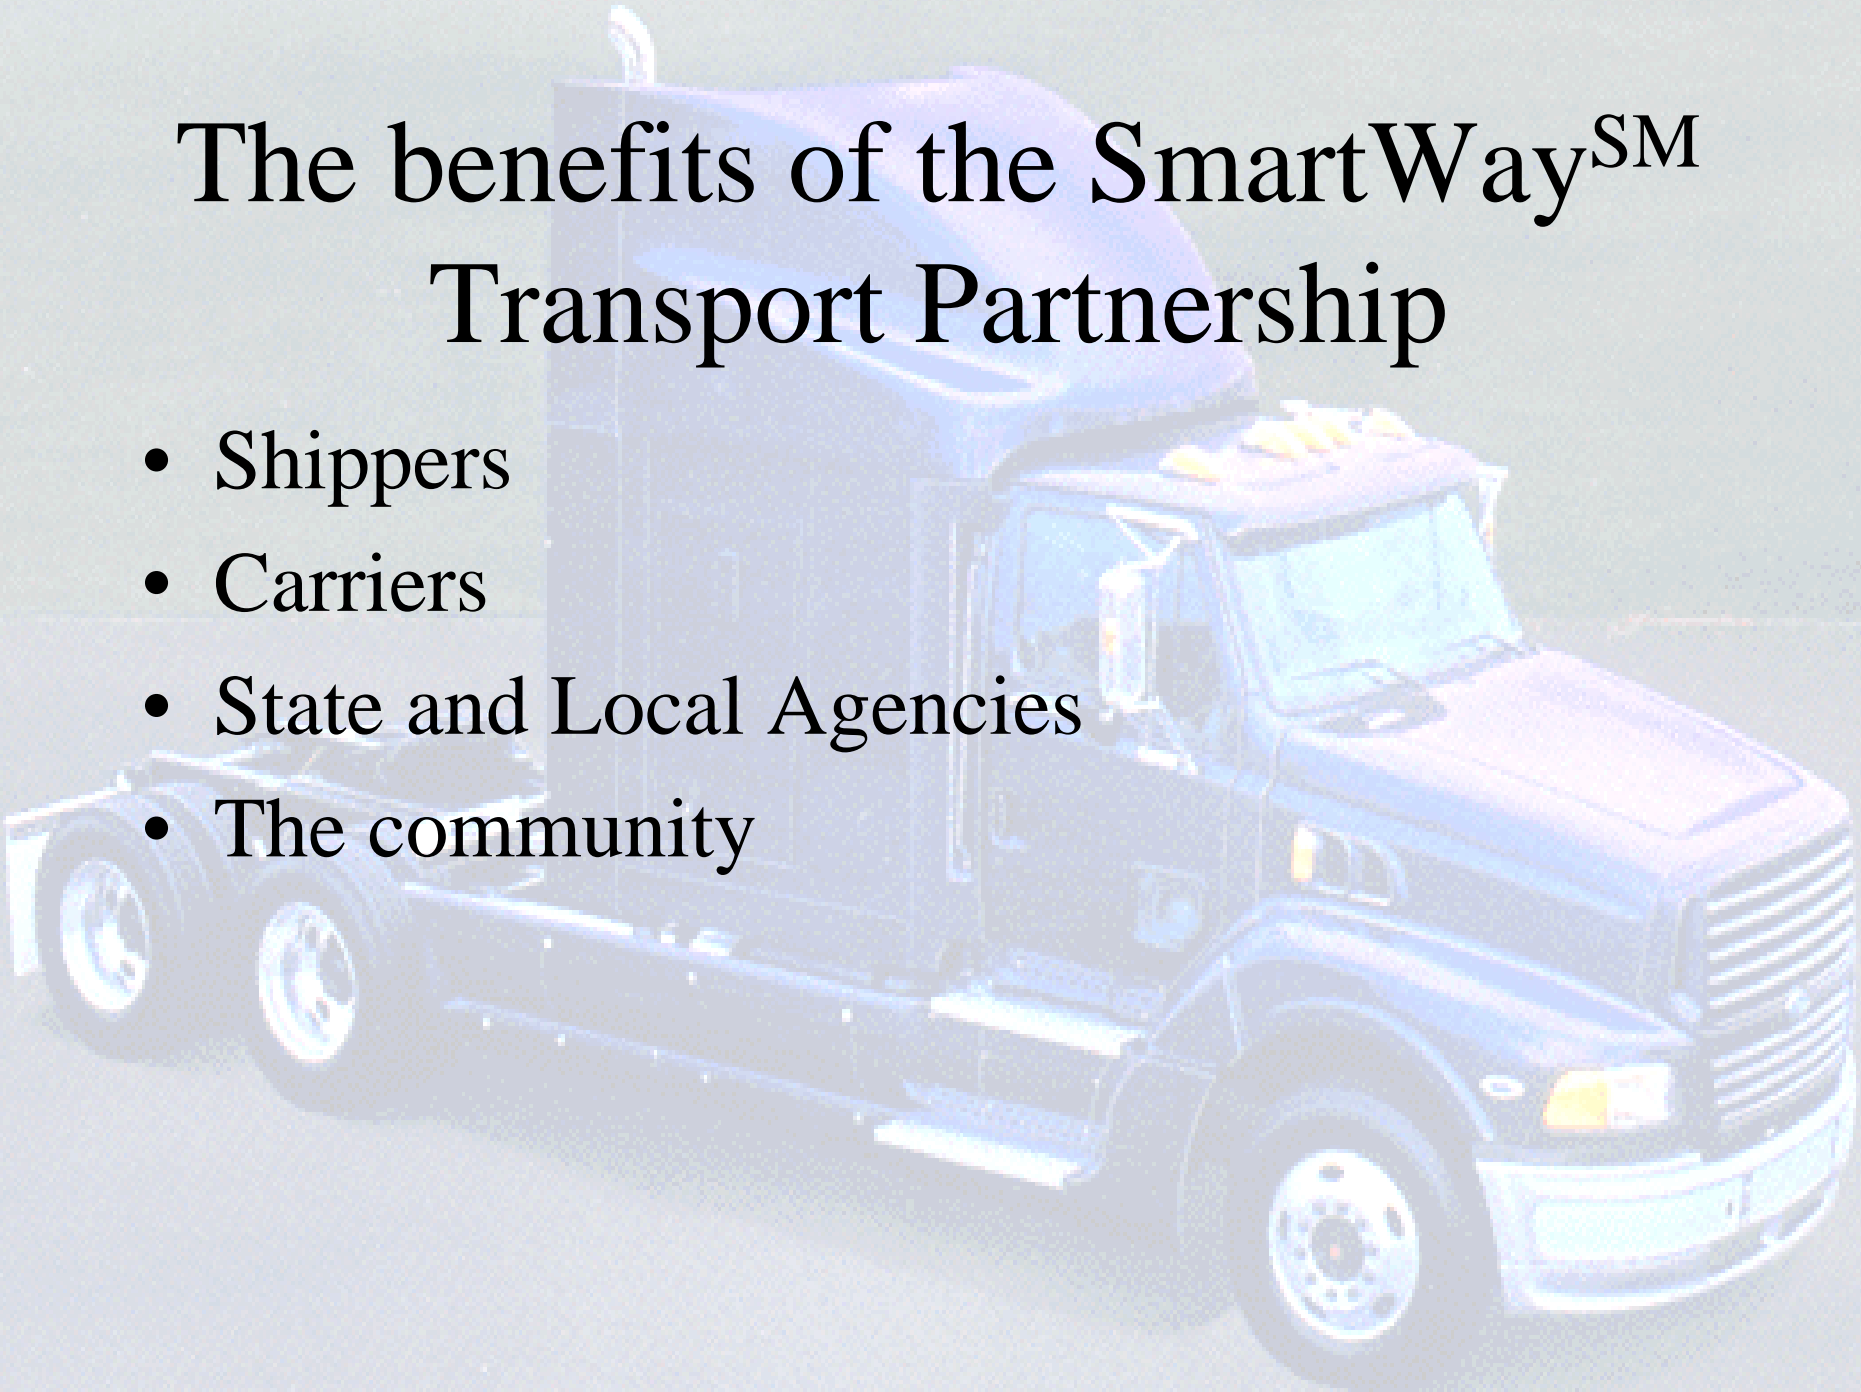 The benefits of the SmartWaySM
Transport Partnership
• Shippers
• Carriers
• State and Local Agencies
• The community